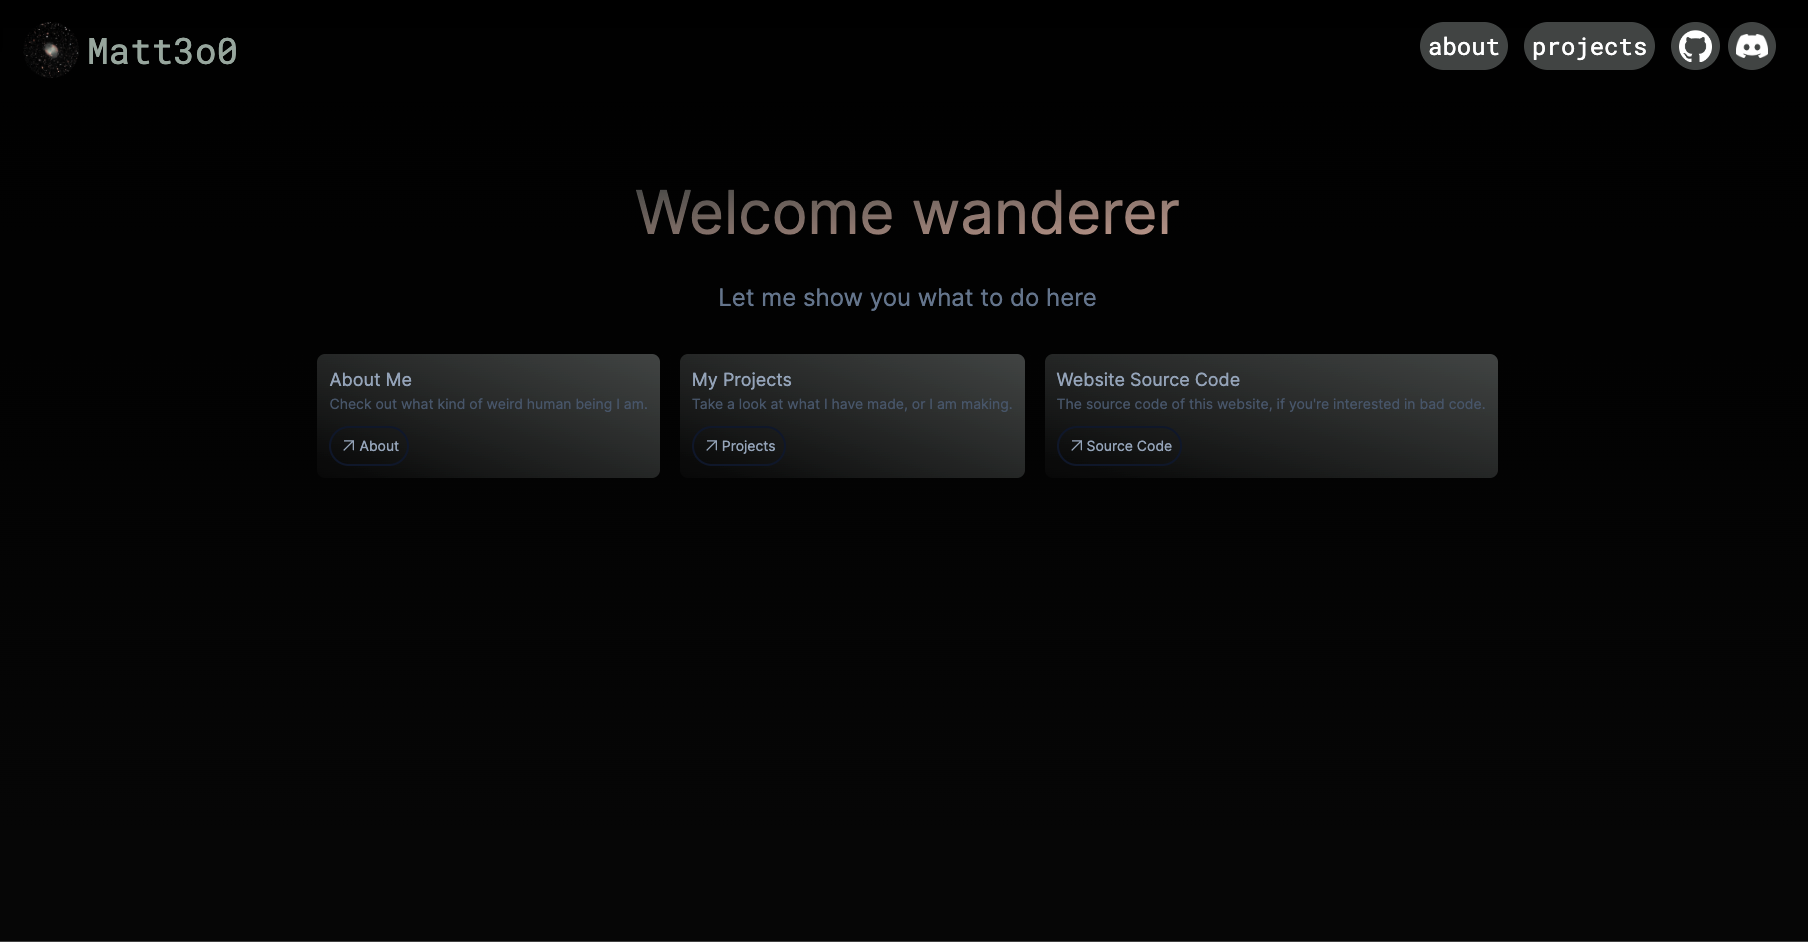 Matt3o0
about projects
Welcome wanderer
Let me show you what to do here
About Me
Check out what kind of weird human being I am.
About
My Projects
Take a look at what I have made, or I am making.
Projects
Website Source Code
The source code of this website, if you're interested in bad code.
Source Code